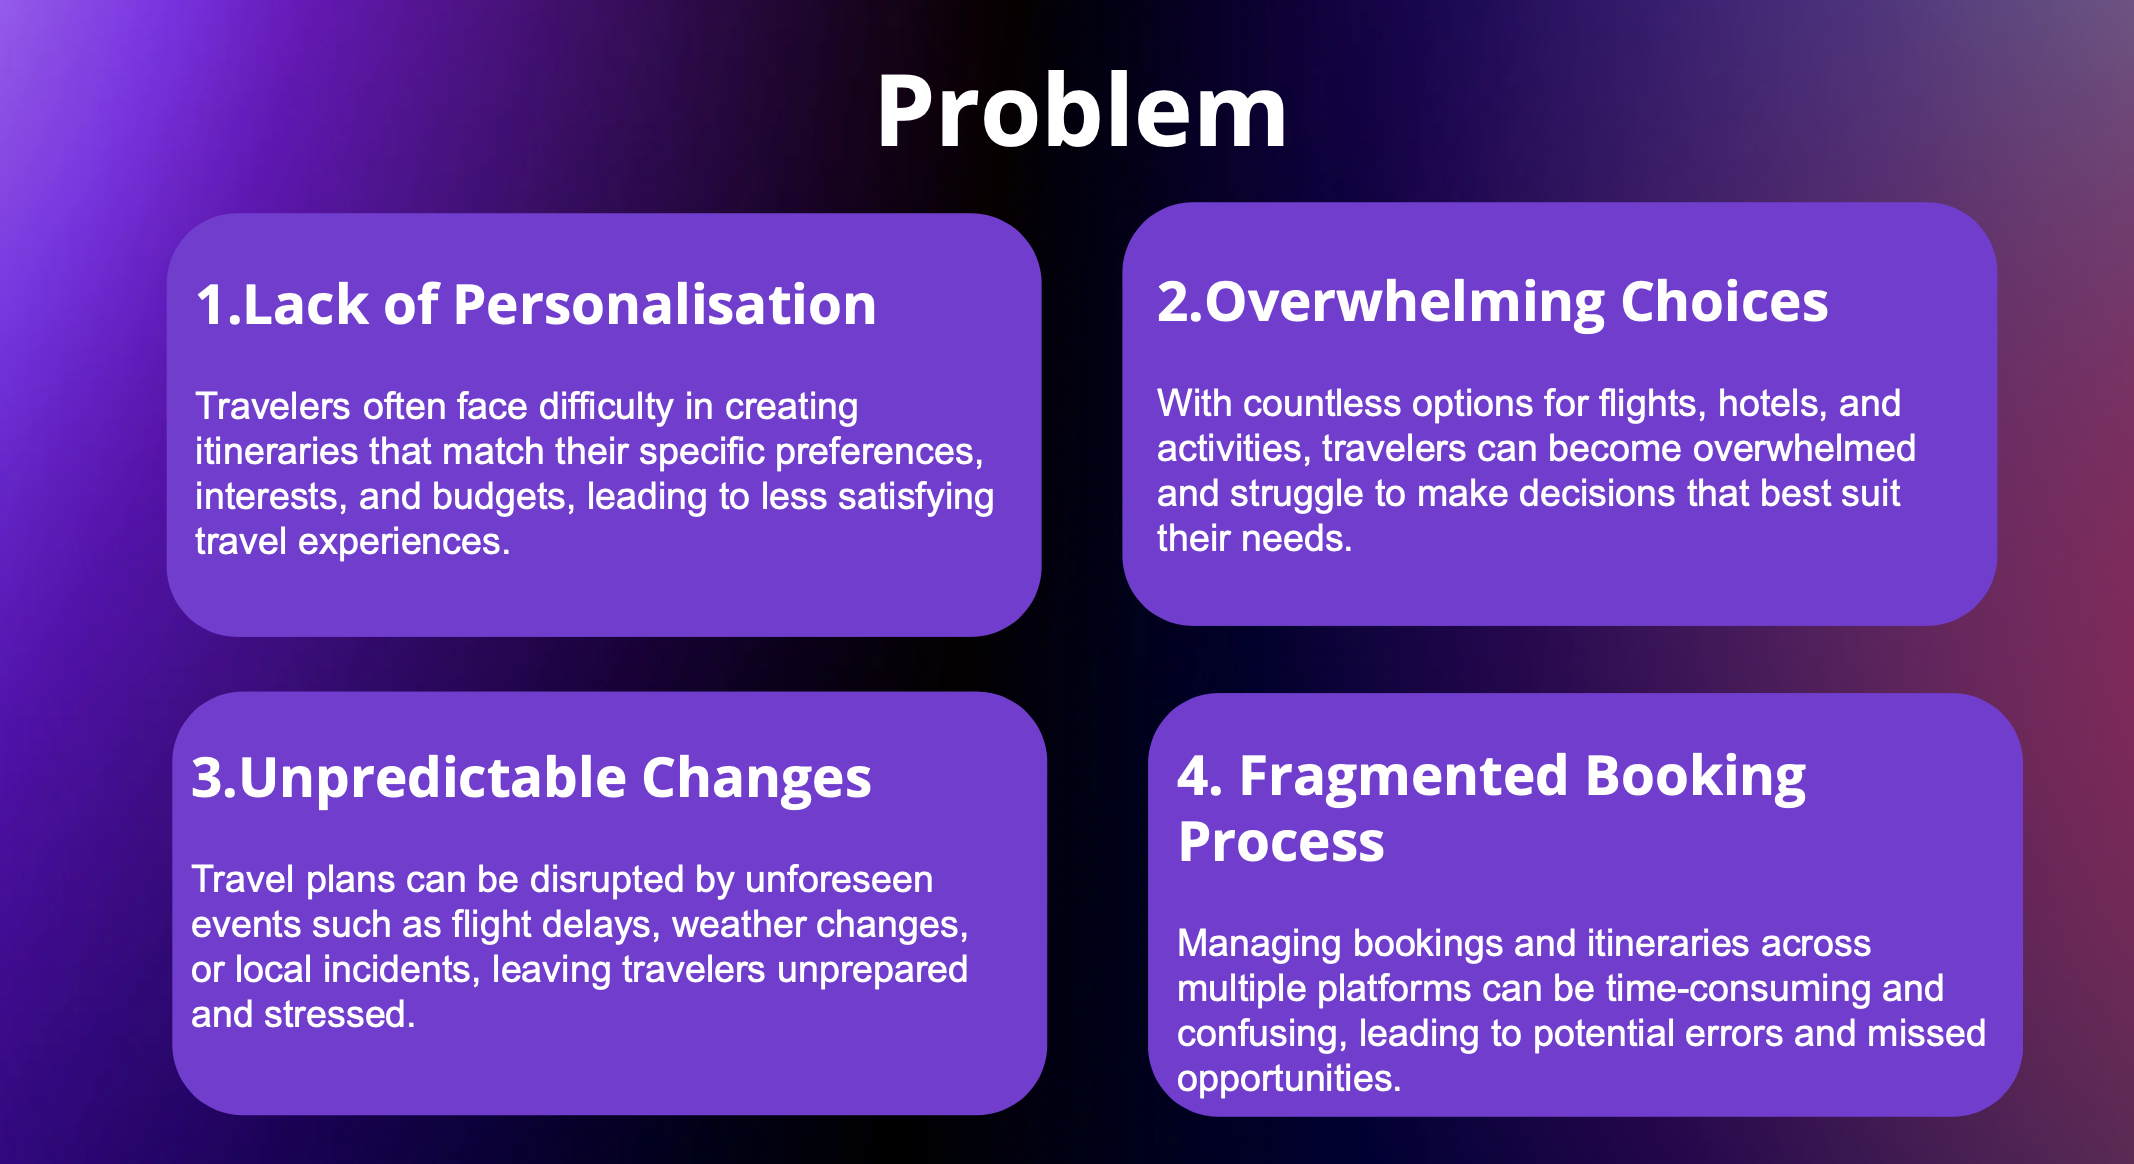 Problem
1.Lack of Personalisation
Travelers often face difficulty in creating
itineraries that match their specific preferences,
interests, and budgets, leading to less satisfying
travel experiences.
2.Overwhelming Choices
With countless options for flights, hotels, and
activities, travelers can become overwhelmed
and struggle to make decisions that best suit
their needs.
3.Unpredictable Changes
Travel plans can be disrupted by unforeseen
events such as flight delays, weather changes,
or local incidents, leaving travelers unprepared
and stressed.
4. Fragmented Booking
Process
Managing bookings and itineraries across
multiple platforms can be time-consuming and
confusing, leading to potential errors and missed
opportunities.